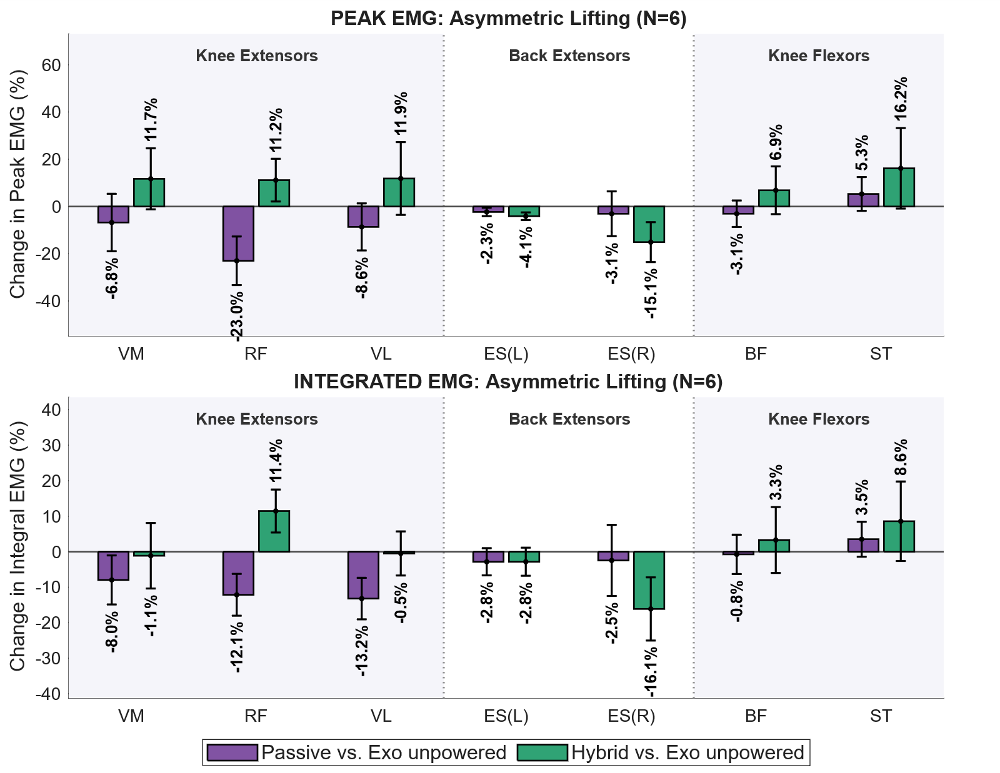 PEAK EMG: Asymmetric Lifting (N=6)
Knee Extensors
Back Extensors
Knee Flexors
Change in Peak EMG (%)
60
40
20
0
-20
-40
-6.8%
11.7%
-23.0%
11.2%
-8.6%
11.9%
-2.3%
-4.1%
-3.1%
-15.1%
-3.1%
6.9%
5.3%
16.2%
VM
RF
VL
ES(L)
ES(R)
BF
ST
INTEGRATED EMG: Asymmetric Lifting (N=6)
Knee Extensors
Back Extensors
Knee Flexors
Change in Integral EMG (%)
40
30
20
10
0
-10
-20
-30
-40
-8.0%
-1.1%
-12.1%
11.4%
-13.2%
-0.5%
-2.8%
-2.8%
-2.5%
-16.1%
-0.8%
3.3%
3.5%
8.6%
VM
RF
VL
ES(L)
ES(R)
BF
ST
Passive vs. Exo unpowered
Hybrid vs. Exo unpowered